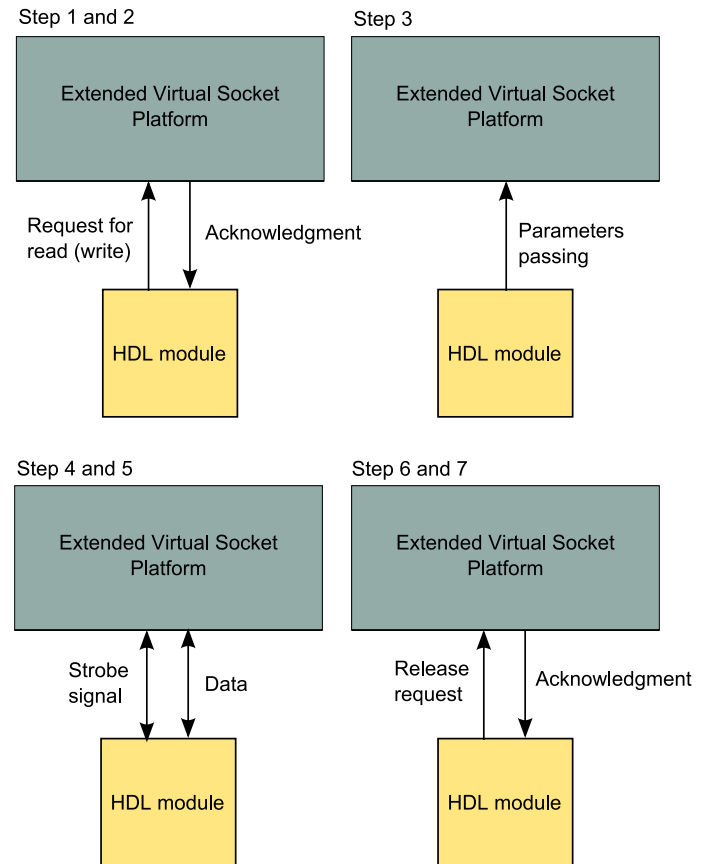 Step 1 and 2
Extended Virtual Socket
Platform
Request for
read (write)
Acknowledgment
HDL module
Step 3
Extended Virtual Socket
Platform
Parameters
passing
HDL module
Step 4 and 5
Extended Virtual Socket
Platform
Strobe
signal
Data
HDL module
Step 6 and 7
Extended Virtual Socket
Platform
Release
request
Acknowledgment
HDL module